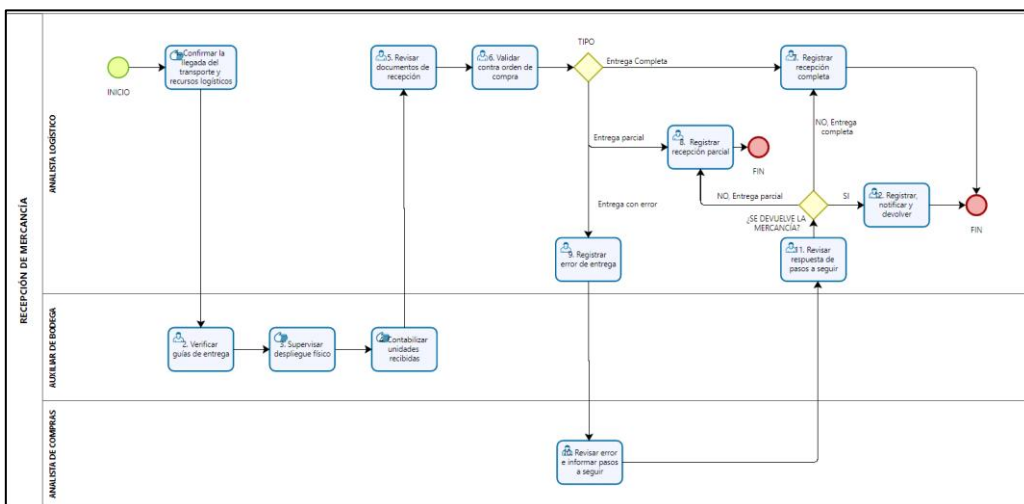 RECEPCIÓN DE MERCANCÍA
ANALISTA LOGÍSTICO
INICIO
Confirmar la
llegada del
transporte y
recursos logísticos
5. Revisar
documentos de
recepción
6. Validar
contra orden de
compra
TIPO
Entrega Completa
Registrar
recepción
completa
Entrega parcial
8. Registrar
recepción parcial
FIN
NO, Entrega
completa
NO, Entrega parcial
SI
¿SE DEVUELVE LA
MERCANCÍA?
2. Registrar,
notificar y
devolver
FIN
Entrega con error
9. Registrar
error de entrega
11. Revisar
respuesta de
pasos a seguir
AUXILIAR DE BODEGA
2. Verificar
guías de entrega
3. Supervisar
despliegue físico
Contabilizar
unidades
recibidas
ANALISTA DE COMPRAS
Revisar error
e informar pasos
a seguir